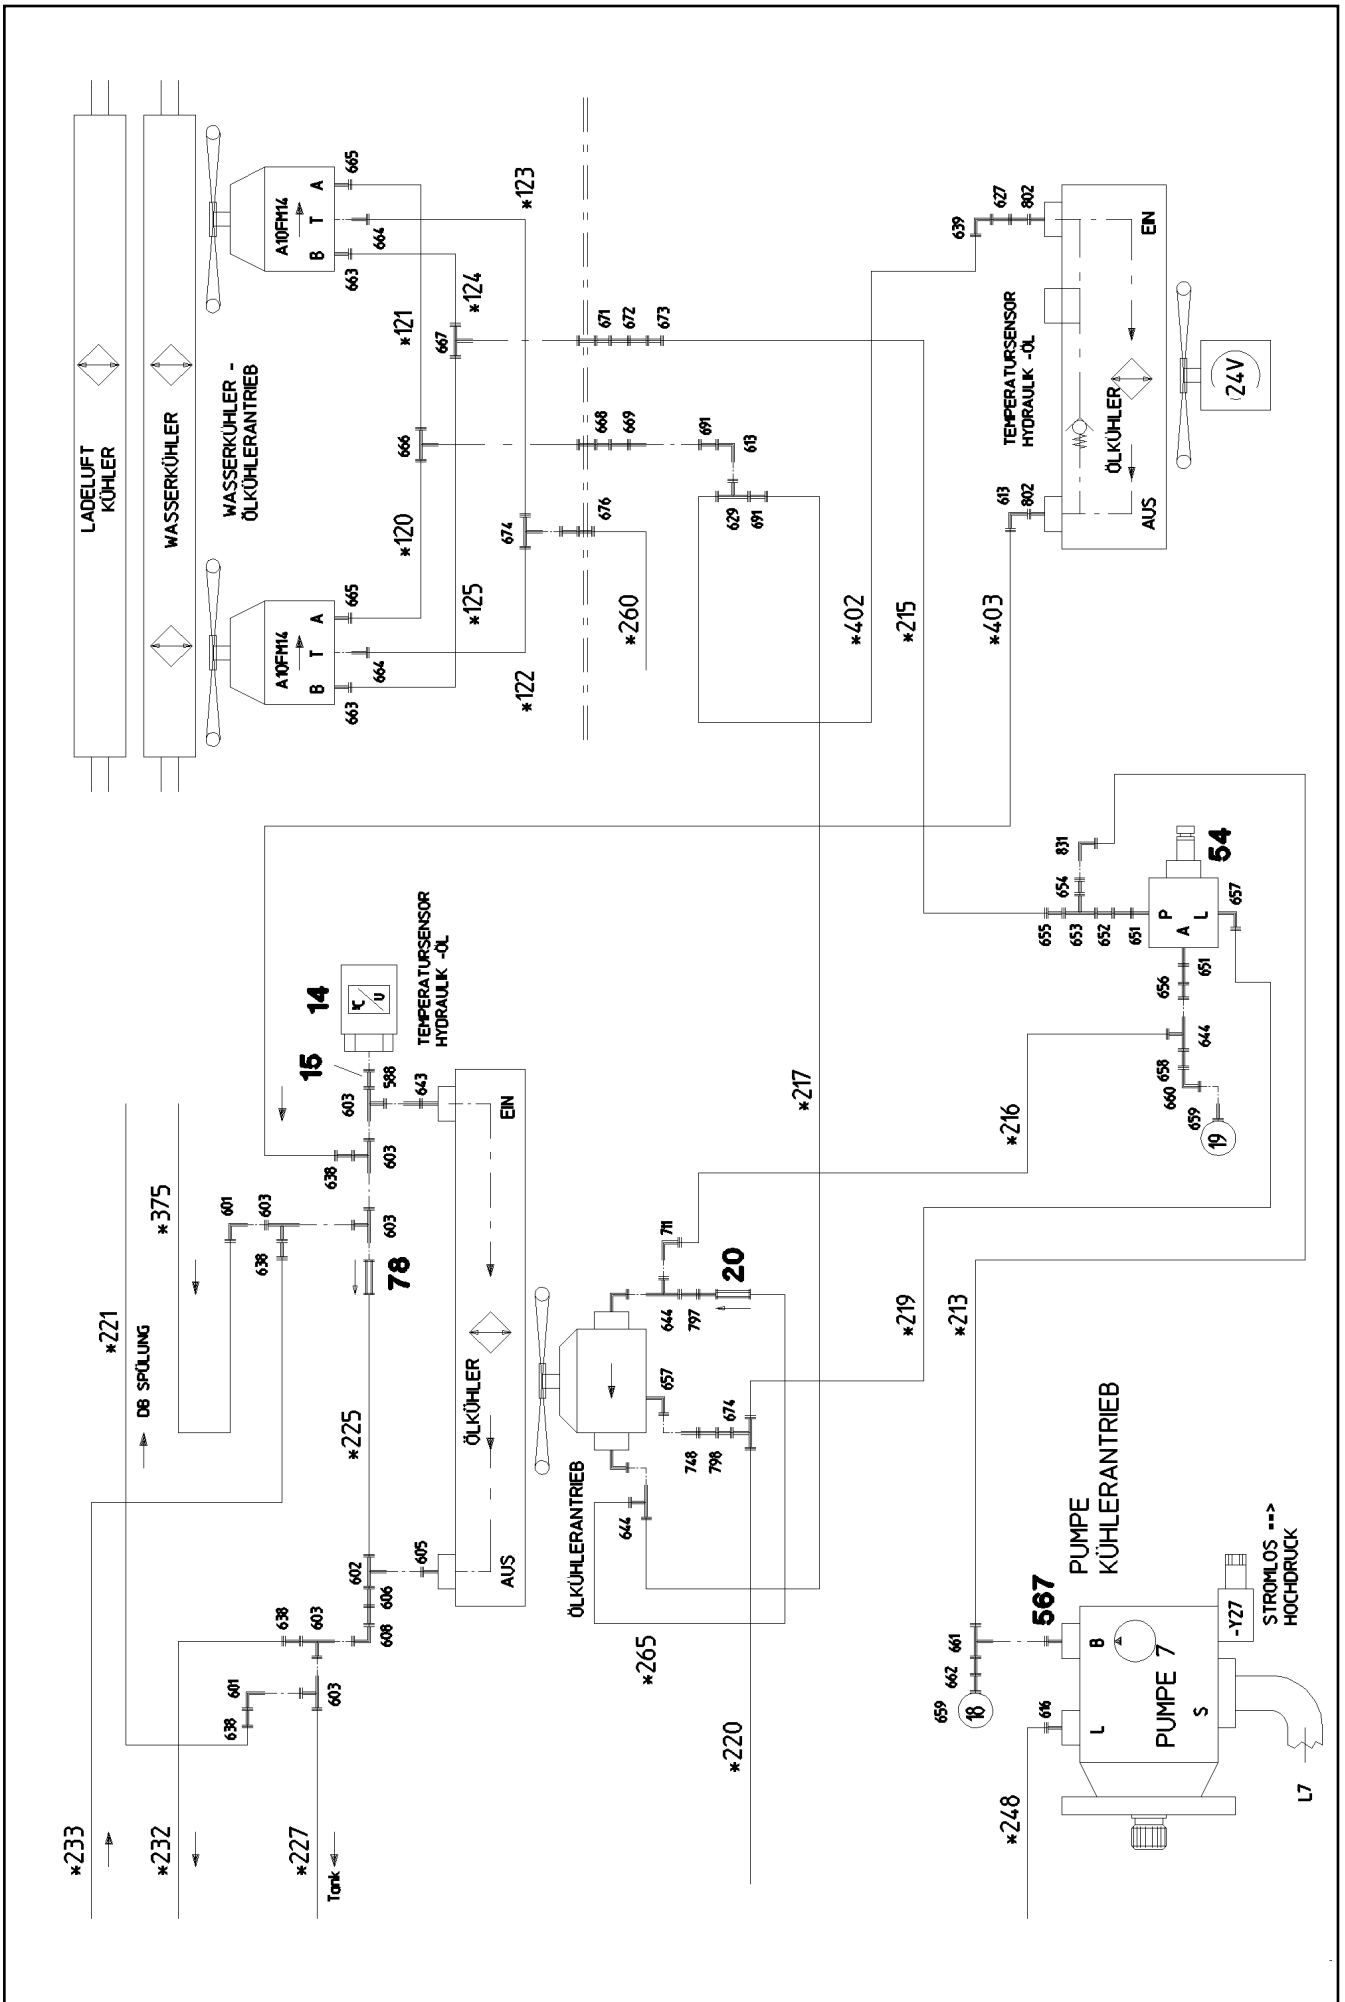 LADELUFT
KÜHLER
WASSERKÜHLER
WASSERKÜHLER -
ÖLKÜHLERANTRIEB
A10FM14
B
T
A
663
664
665
A10FM14
B
T
A
663
664
665
*120
*121
*122
*123
*124
*125
666
667
674
676
668
669
671
672
673
691
613
629
691
*260
*402
*215
*403
639
627
802
EIN
TEMPERATURSENSOR
HYDRAULIK -ÖL
ÖLKÜHLER
613
802
AUS
24V
*233
*232
*227
Tank
*221
DB SPÜLUNG
*375
*225
638
601
603
638
603
608
606
602
605
601
603
638
78
603
638
603
603
15
588
14
°C
U
643
TEMPERATURSENSOR
HYDRAULIK -ÖL
EIN
ÖLKÜHLER
AUS
ÖLKÜHLERANTRIEB
644
748
798
674
657
644
797
711
20
*265
*220
*217
*216
*219
*213
655
653
652
651
654
831
54
P
A
L
657
656
651
644
658
660
659
19
*248
659
662
661
18
616
567
PUMPE
KÜHLERANTRIEB
L
B
PUMPE 7
S
-Y27
STROMLOS ==>
HOCHDRUCK
L7